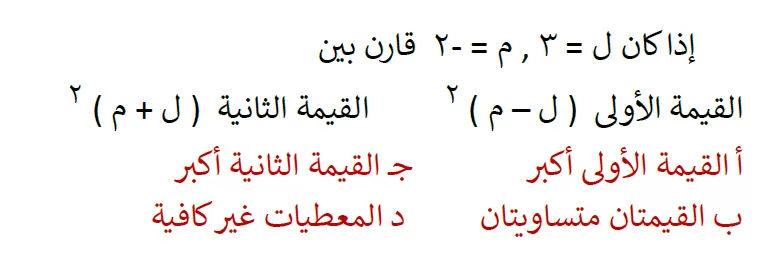 إذا كان ل = ٣ , م = -٢ قارن بين
القيمة الأولى ( ل – م ) ٢ القيمة الثانية ( ل + م ) ٢
أ القيمة الأولى أكبر جـ القيمة الثانية أكبر
ب القيمتان متساويتان د المعطيات غير كافية